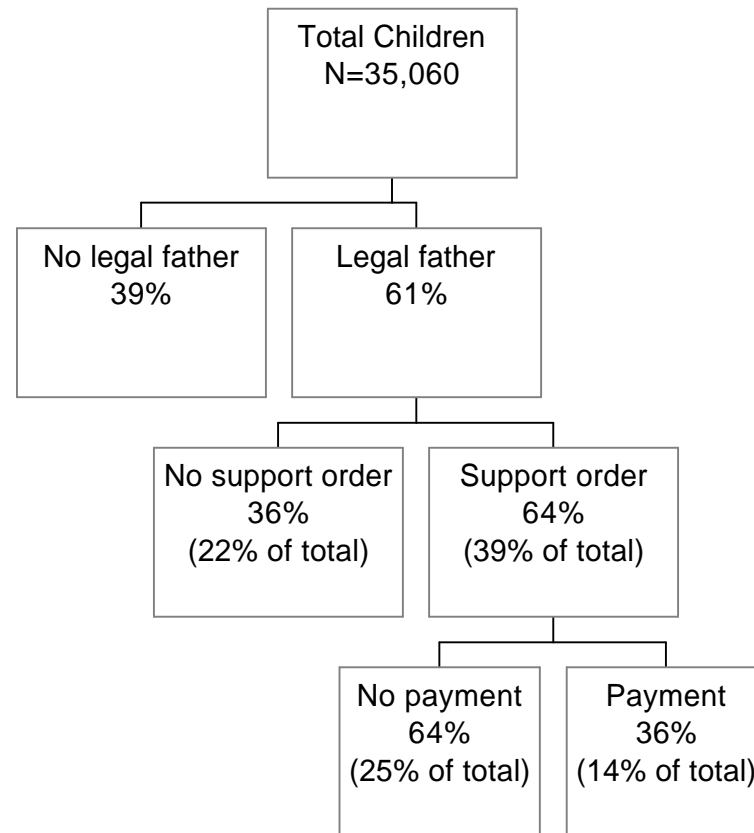 Total Children
N=35,060
No legal father
39%
Legal father
61%
No support order
36%
(22% of total)
Support order
64%
(39% of total)
No payment
64%
(25% of total)
Payment
36%
(14% of total)